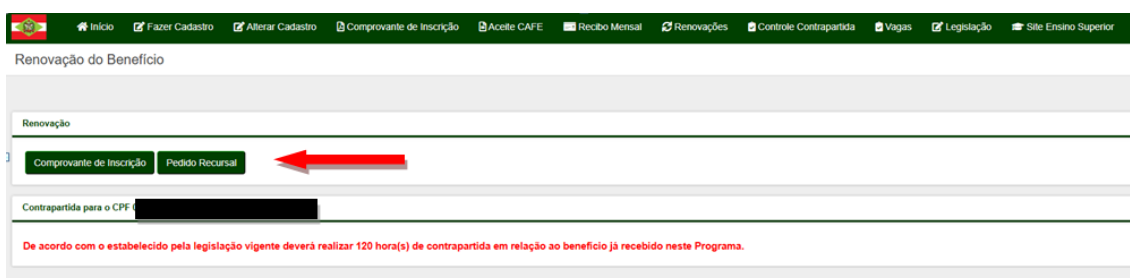 Início Fazer Cadastro Alterar Cadastro Comprovante de Inscrição Aceite CAFE Recibo Mensal Renovações Controle Contrapartida Vagas Legislação Site Ensino Superior
Renovação do Benefício
Renovação
Comprovante de Inscrição Pedido Recursal
Contrapartida para o CPF
De acordo com o estabelecido pela legislação vigente deverá realizar 120 hora(s) de contrapartida em relação ao benefício já recebido neste Programa.